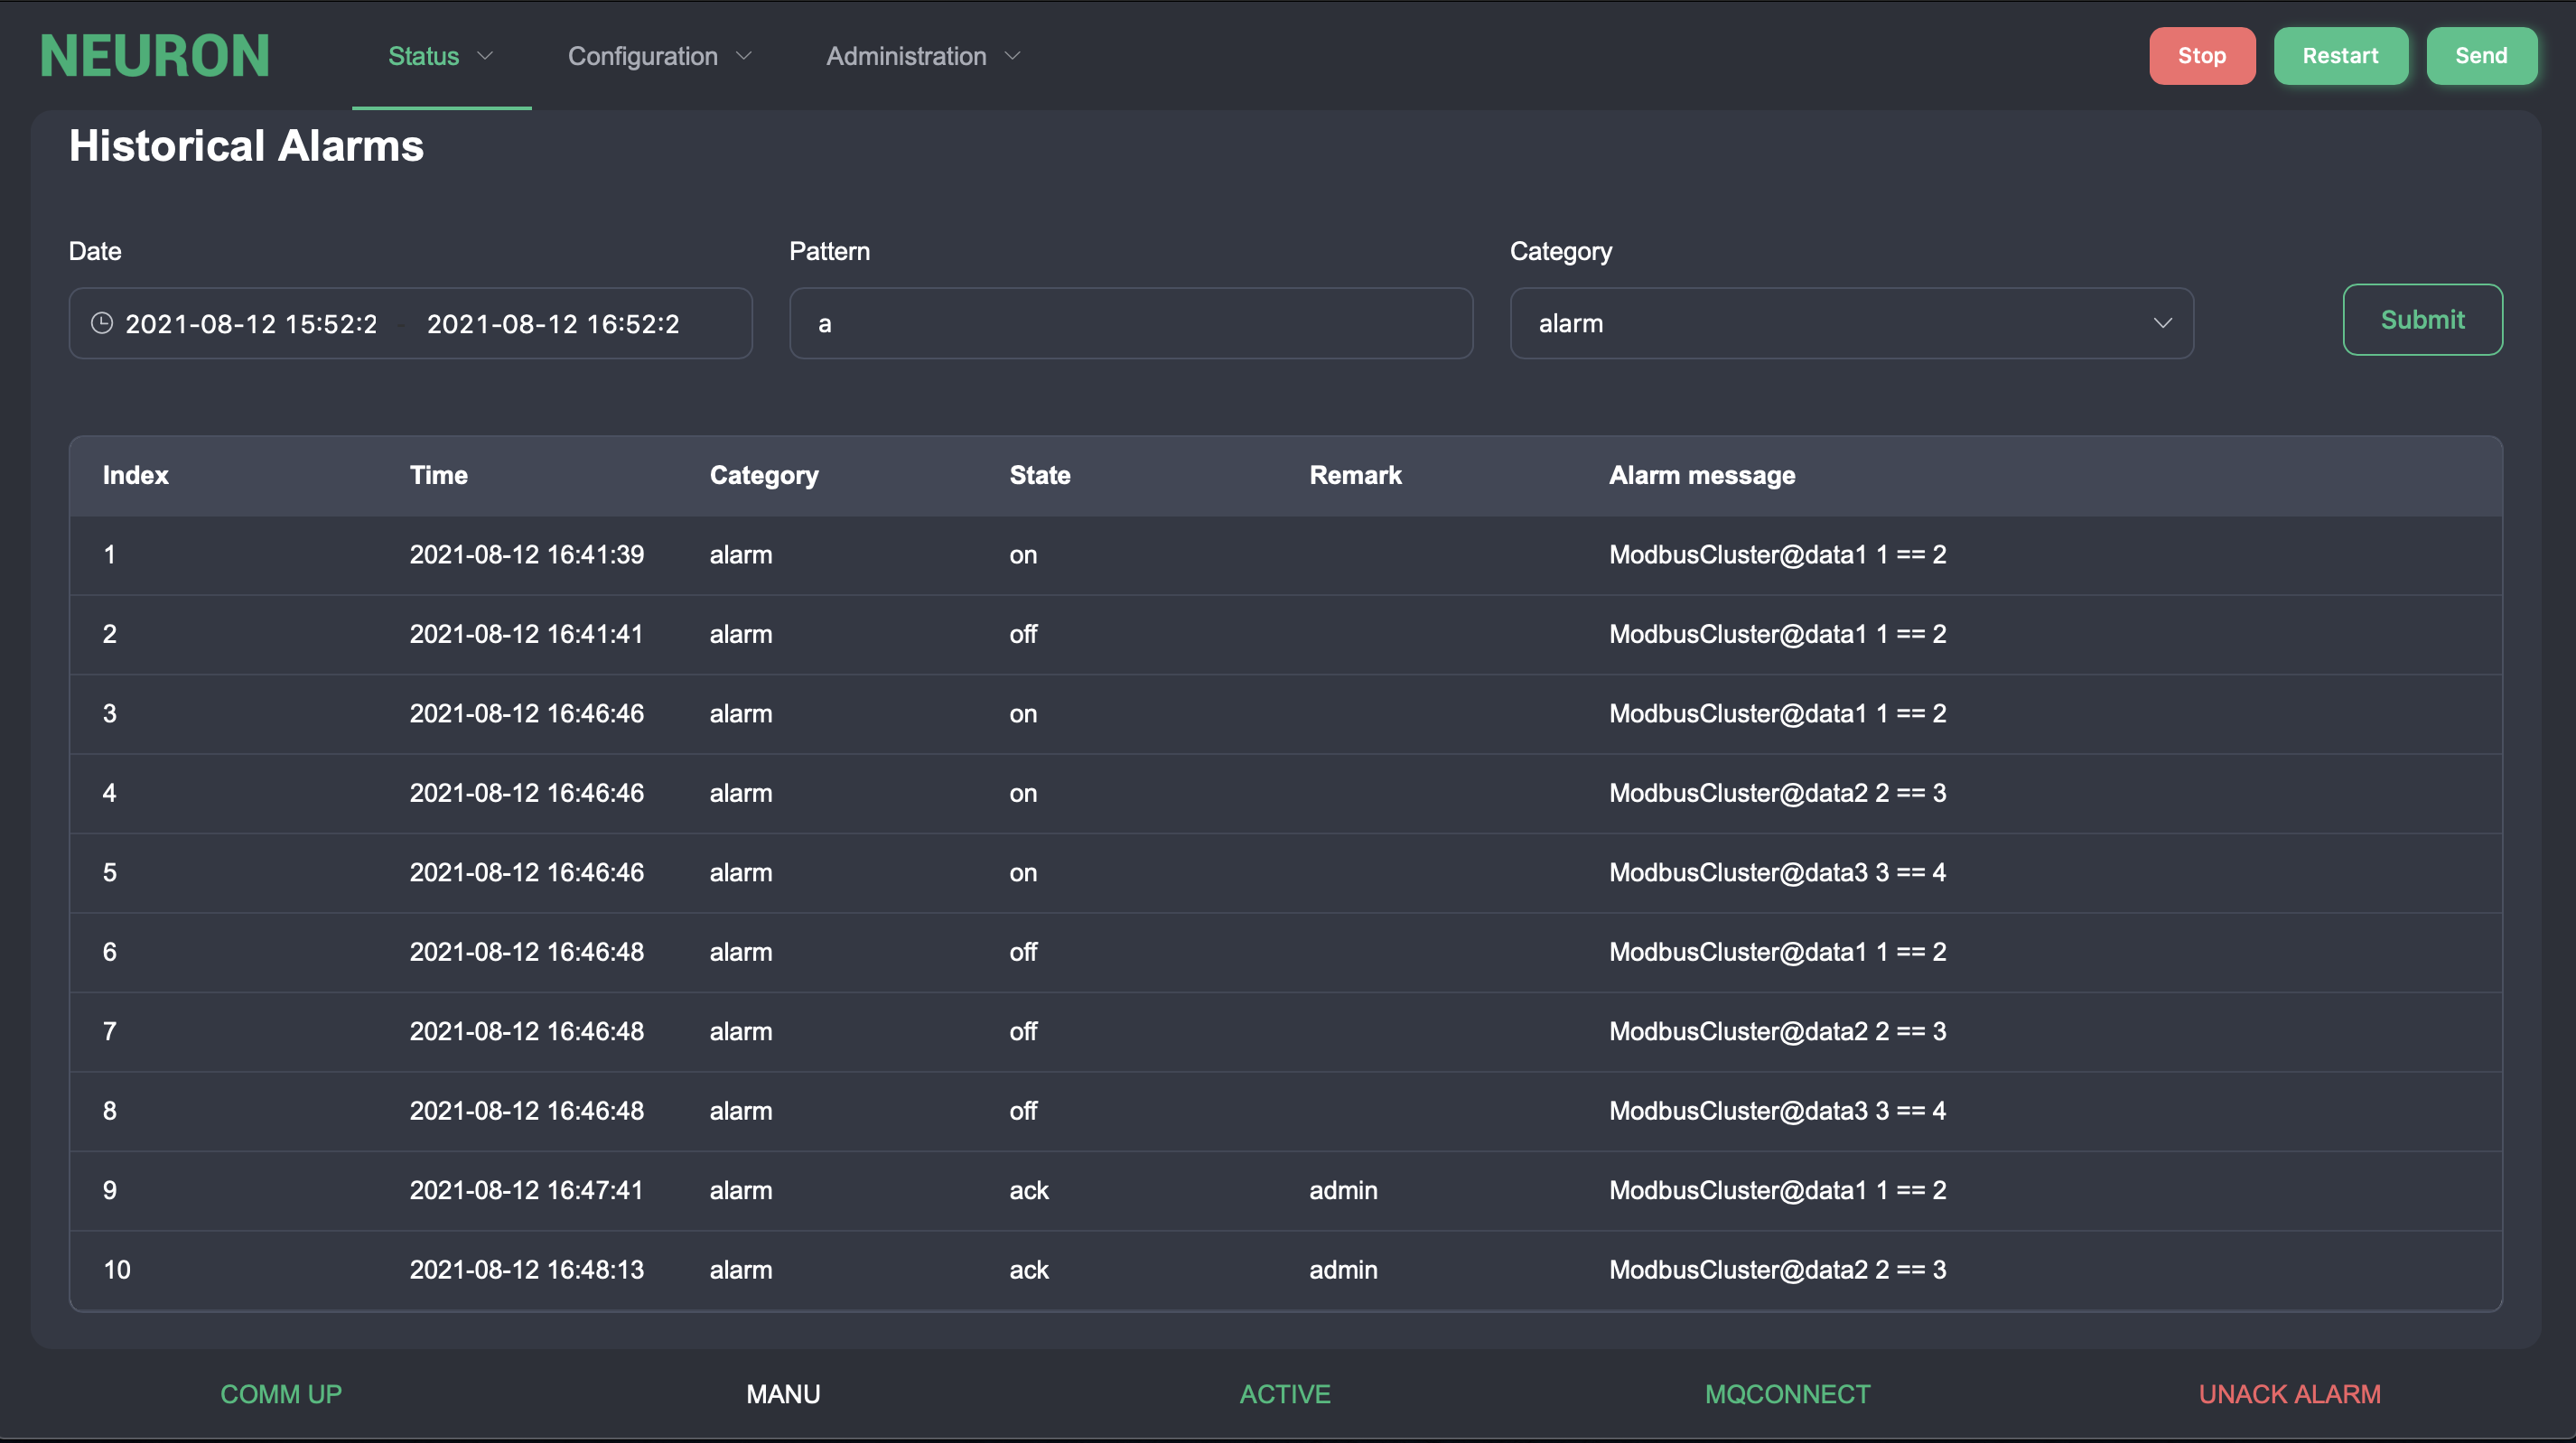 NEURON Status Configuration Administration Stop Restart Send
Historical Alarms
Date Pattern Category
2021-08-12 15:52:2 - 2021-08-12 16:52:2 a alarm Submit
Index Time Category State Remark Alarm message
1 2021-08-12 16:41:39 alarm on ModbusCluster@data1 1 == 2
2 2021-08-12 16:41:41 alarm off ModbusCluster@data1 1 == 2
3 2021-08-12 16:46:46 alarm on ModbusCluster@data1 1 == 2
4 2021-08-12 16:46:46 alarm on ModbusCluster@data2 2 == 3
5 2021-08-12 16:46:46 alarm on ModbusCluster@data3 3 == 4
6 2021-08-12 16:46:48 alarm off ModbusCluster@data1 1 == 2
7 2021-08-12 16:46:48 alarm off ModbusCluster@data2 2 == 3
8 2021-08-12 16:46:48 alarm off ModbusCluster@data3 3 == 4
9 2021-08-12 16:47:41 alarm ack admin ModbusCluster@data1 1 == 2
10 2021-08-12 16:48:13 alarm ack admin ModbusCluster@data2 2 == 3
COMM UP MANU ACTIVE MQCONNECT UNACK ALARM